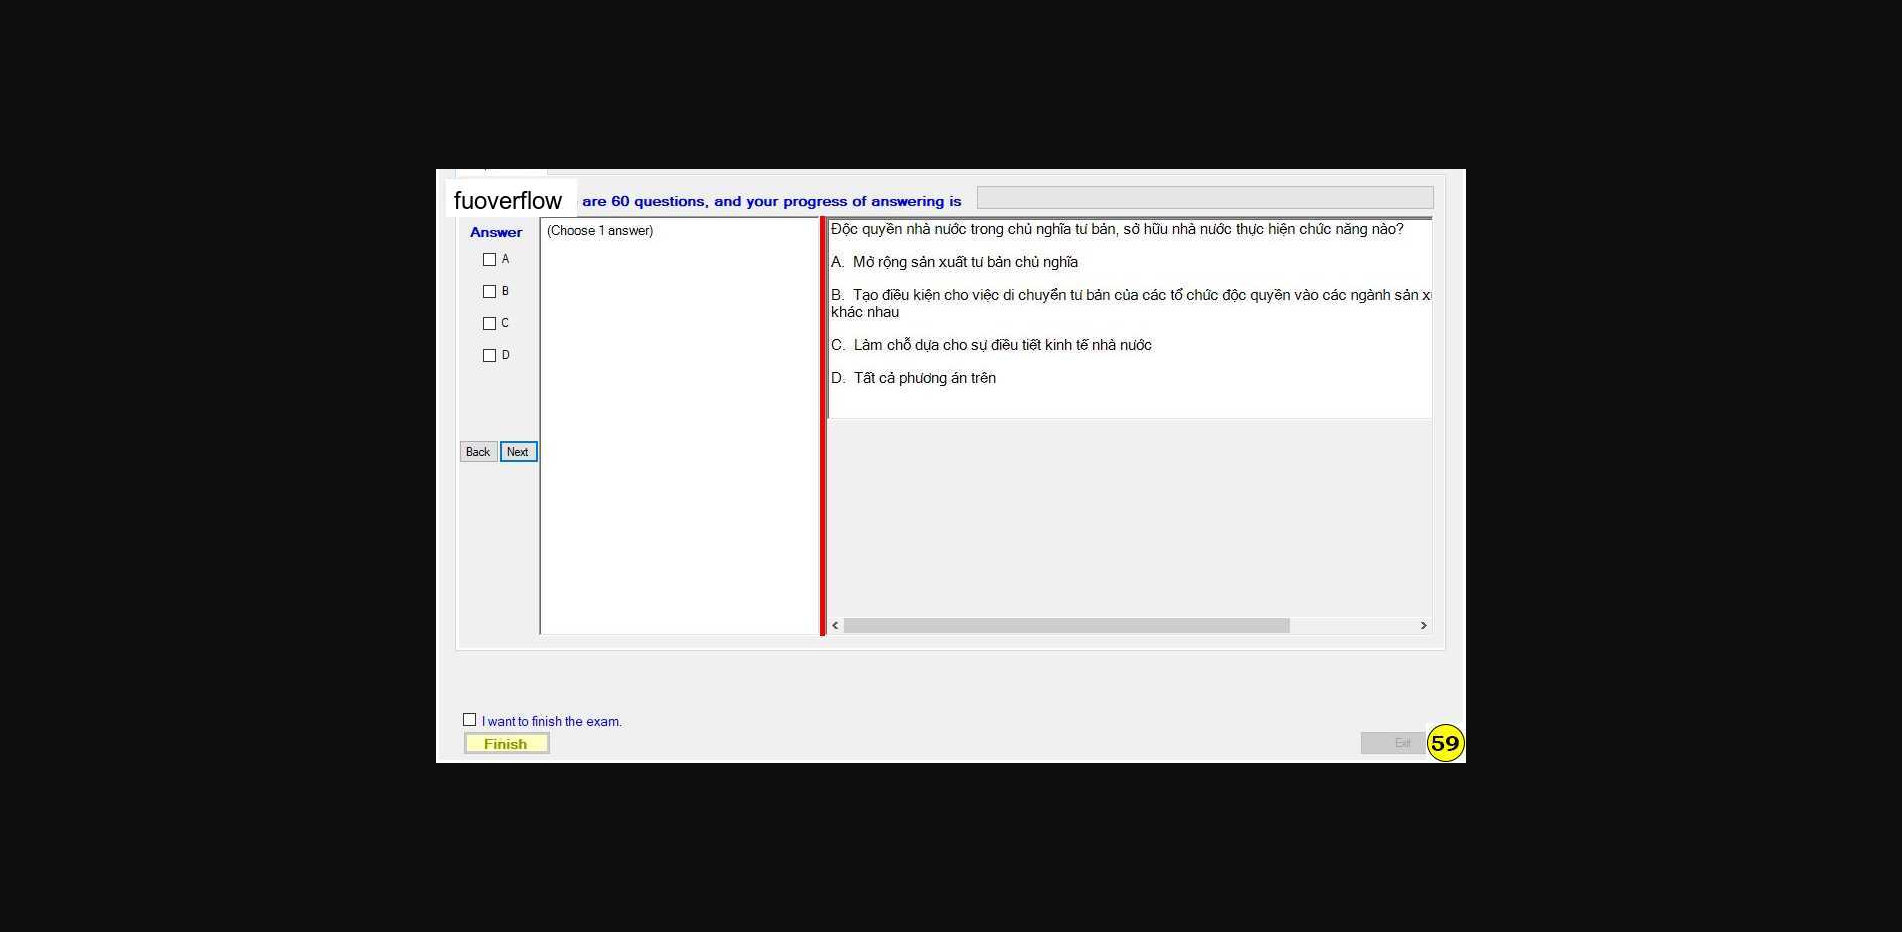 fuoverflow are 60 questions, and your progress of answering is
Answer
A
B
C
D
Back Next
(Choose 1 answer)
Độc quyền nhà nước trong chủ nghĩa tư bản, sở hữu nhà nước thực hiện chức năng nào?
A. Mở rộng sản xuất tư bản chủ nghĩa
B. Tạo điều kiện cho việc di chuyển tư bản của các tổ chức độc quyền vào các ngành sản x
khác nhau
C. Làm chỗ dựa cho sự điều tiết kinh tế nhà nước
D. Tất cả phương án trên
I want to finish the exam.
Finish
Exit
59